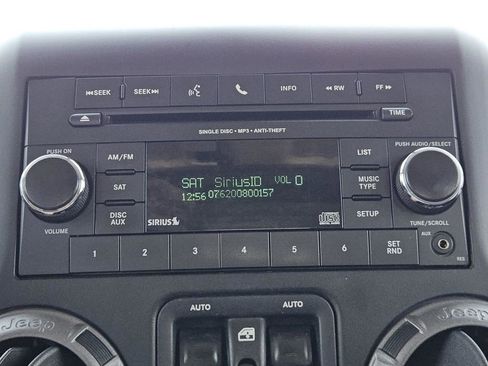 SEEK
SEEK
INFO
RW
FF
TIME
SINGLE DISC • MP3 • ANTI-THEFT
PUSH ON
PUSH AUDIO/SELECT
AM/FM
LIST
SAT
SAT SiriusID VOL 0
MUSIC TYPE
12:56 076200800157
DISC AUX
SIRIUS
SETUP
VOLUME
TUNE/SCROLL
AUX
1 2 3 4 5 6
SET RND
RES
AUTO
AUTO
Jeep
Jeep